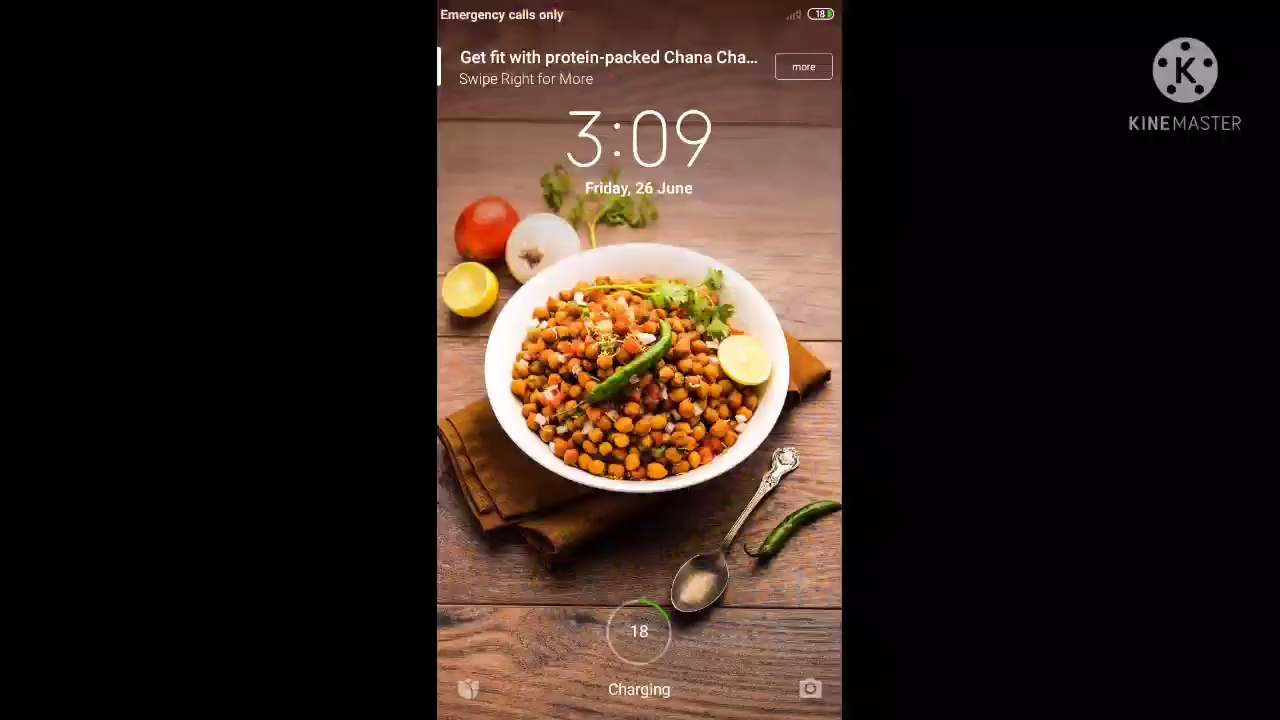 Emergency calls only
18
Get fit with protein-packed Chana Cha...
Swipe Right for More
more
3:09
Friday, 26 June
K
KINEMASTER
18
Charging